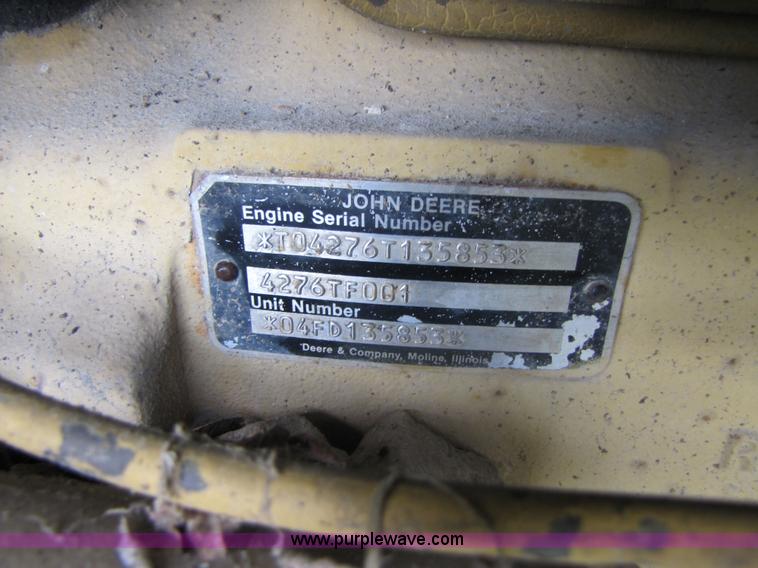 JOHN DEERE
Engine Serial Number
*T04276T135853*
4276TF001
Unit Number
*04FD135853*
Deere & Company, Moline, Illinois
www.purplewave.com